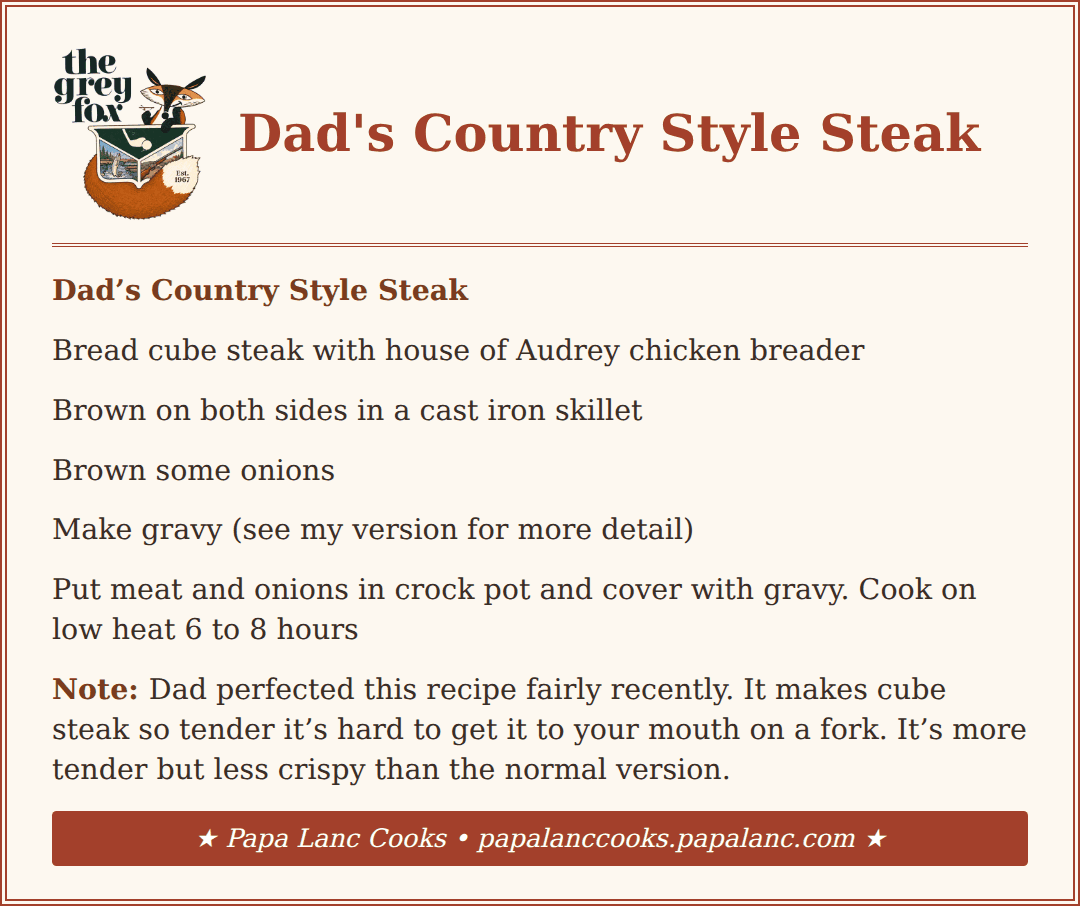 the
grey
fox
Est.
1967
Dad's Country Style Steak
Dad’s Country Style Steak
Bread cube steak with house of Audrey chicken breader
Brown on both sides in a cast iron skillet
Brown some onions
Make gravy (see my version for more detail)
Put meat and onions in crock pot and cover with gravy. Cook on
low heat 6 to 8 hours
Note: Dad perfected this recipe fairly recently. It makes cube
steak so tender it’s hard to get it to your mouth on a fork. It’s more
tender but less crispy than the normal version.
★ Papa Lanc Cooks • papalanccooks.papalanc.com ★